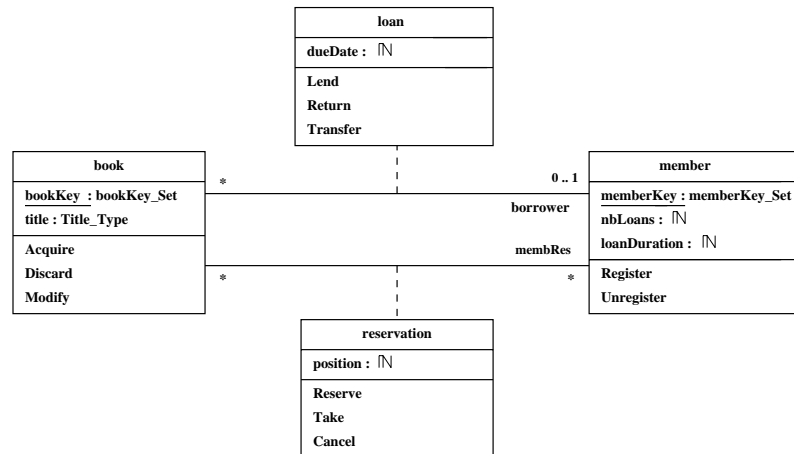 loan
dueDate : ℕ
Lend
Return
Transfer
book
bookKey : bookKey_Set
title : Title_Type
Acquire
Discard
Modify
*
0 .. 1
borrower
membRes
*
*
member
memberKey : memberKey_Set
nbLoans : ℕ
loanDuration : ℕ
Register
Unregister
reservation
position : ℕ
Reserve
Take
Cancel